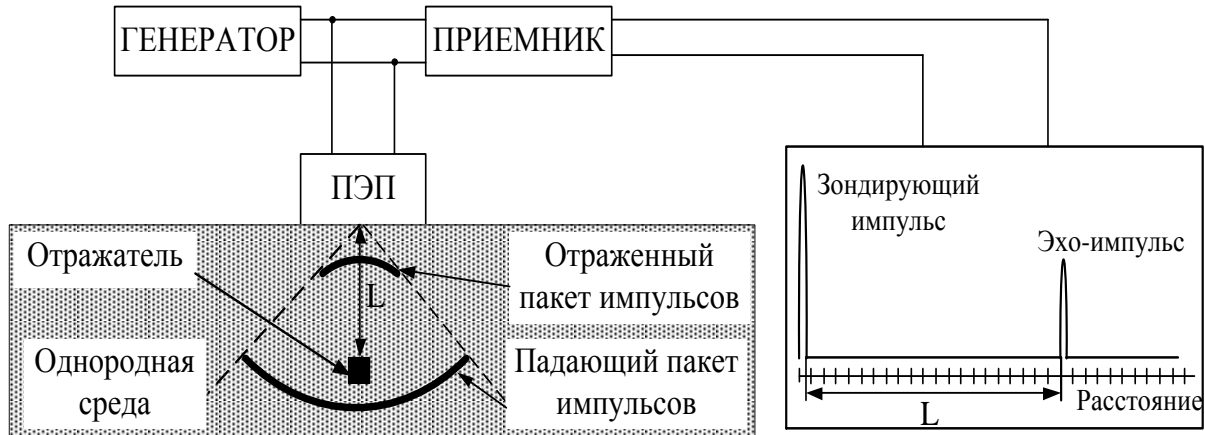 ГЕНЕРАТОР
ПРИЕМНИК
ПЭП
Отражатель
Отраженный
пакет импульсов
L
Однородная
среда
Падающий пакет
импульсов
Зондирующий
импульс
Эхо-импульс
L
Расстояние